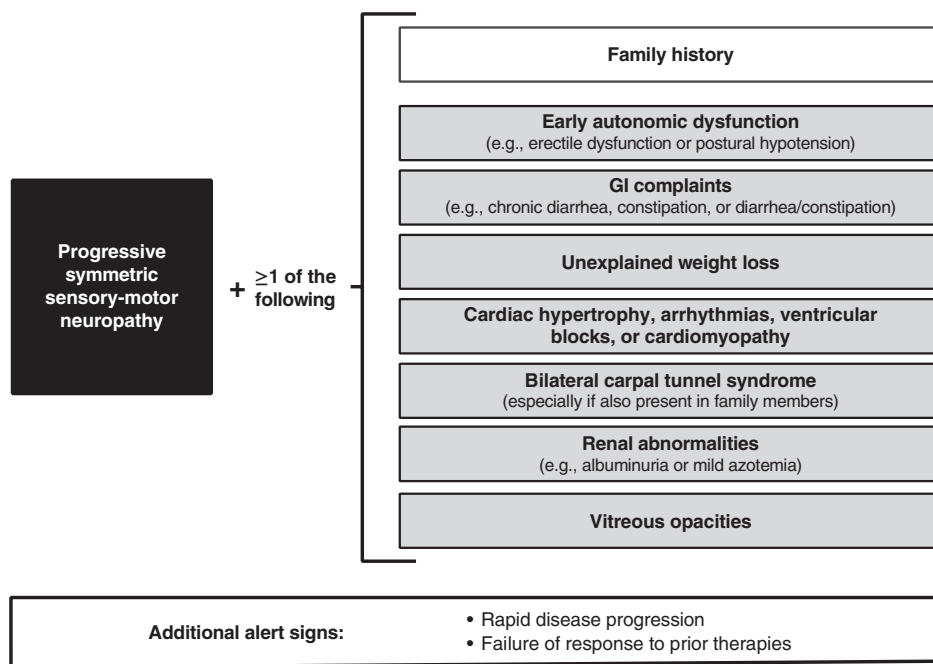 Progressive
symmetric
sensory-motor
neuropathy
+ ≥1 of the
following
Family history
Early autonomic dysfunction
(e.g., erectile dysfunction or postural hypotension)
GI complaints
(e.g., chronic diarrhea, constipation, or diarrhea/constipation)
Unexplained weight loss
Cardiac hypertrophy, arrhythmias, ventricular
blocks, or cardiomyopathy
Bilateral carpal tunnel syndrome
(especially if also present in family members)
Renal abnormalities
(e.g., albuminuria or mild azotemia)
Vitreous opacities
Additional alert signs:
• Rapid disease progression
• Failure of response to prior therapies